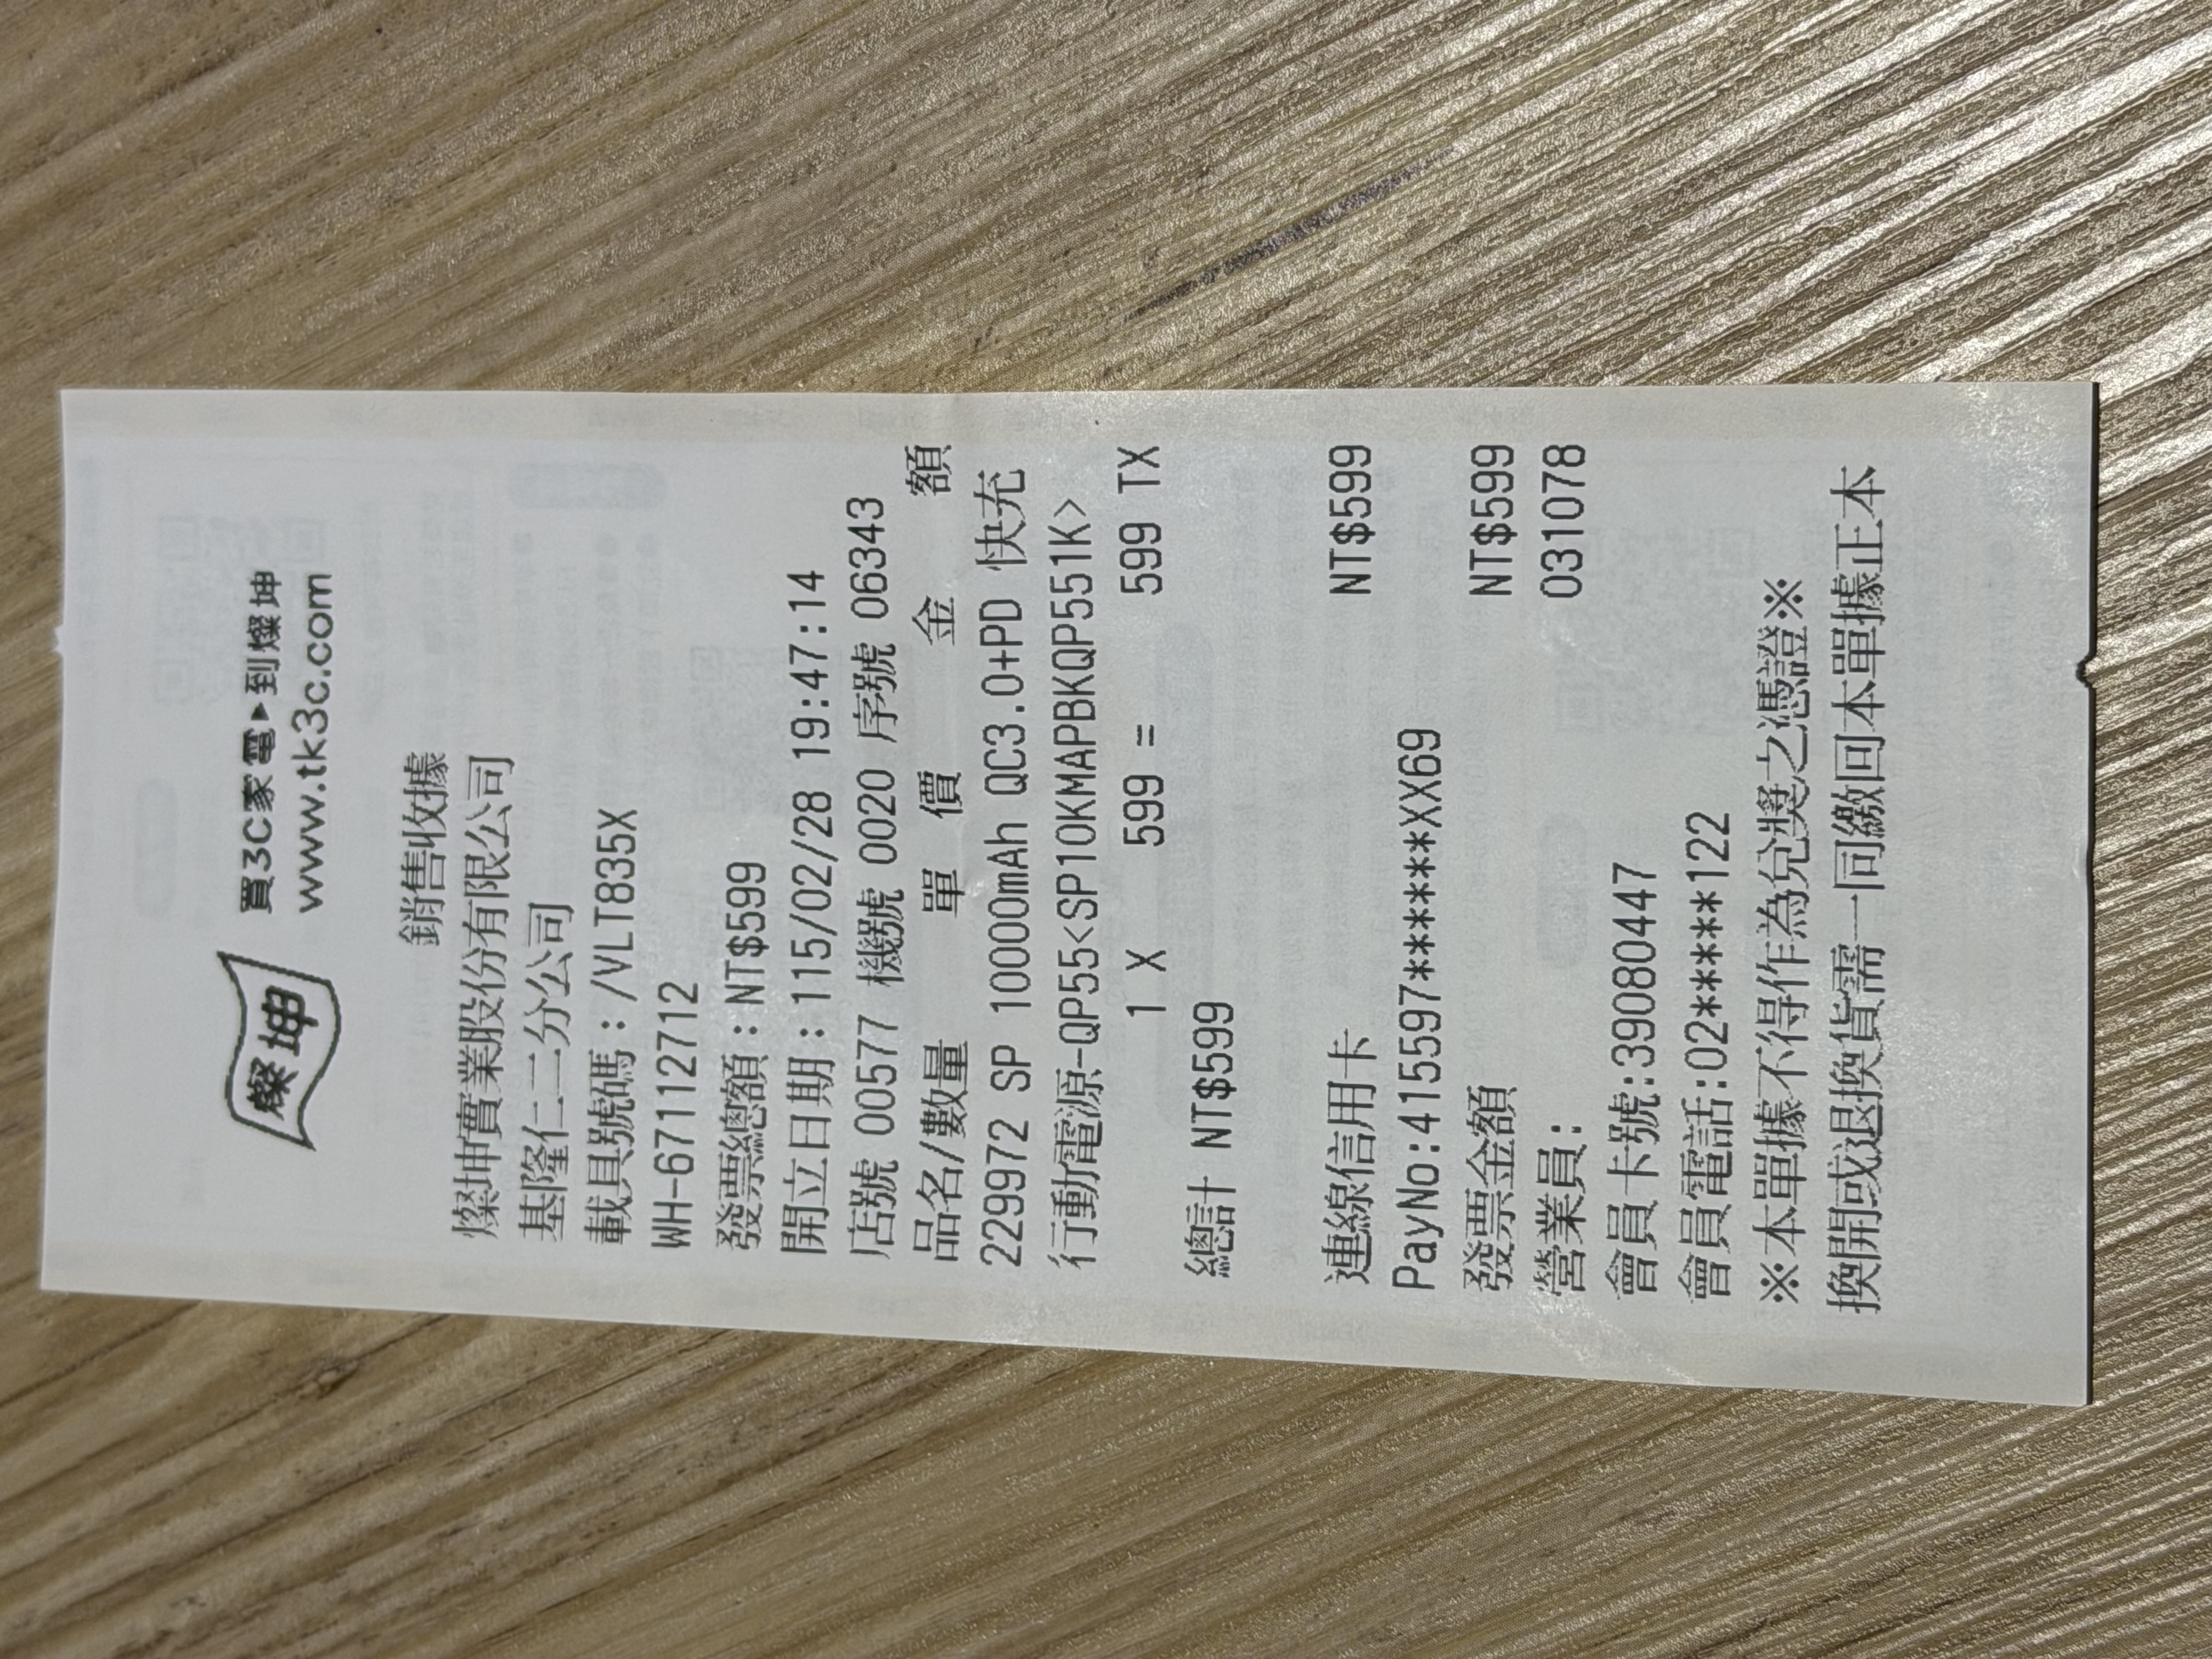 燦坤
買3C家電▸到燦坤
www.tk3c.com
銷售收據
燦坤實業股份有限公司
基隆仁二分公司
載具號碼：/VLT835X
WH-67112712
發票總額：NT$599
開立日期：115/02/28 19:47:14
店號 00577 機號 0020 序號 06343
品名/數量 單 價 金 額
229972 SP 10000mAh QC3.0+PD 快充
行動電源-QP55<SP10KMAPBKQP551K>
1 X 599 = 599 TX
總計 NT$599
連線信用卡 NT$599
PayNo:415597******XX69
發票金額 NT$599
營業員： 031078
會員卡號:39080447
會員電話:02*****122
※本單據不得作為兌獎之憑證※
換開或退換貨需一同繳回本單據正本